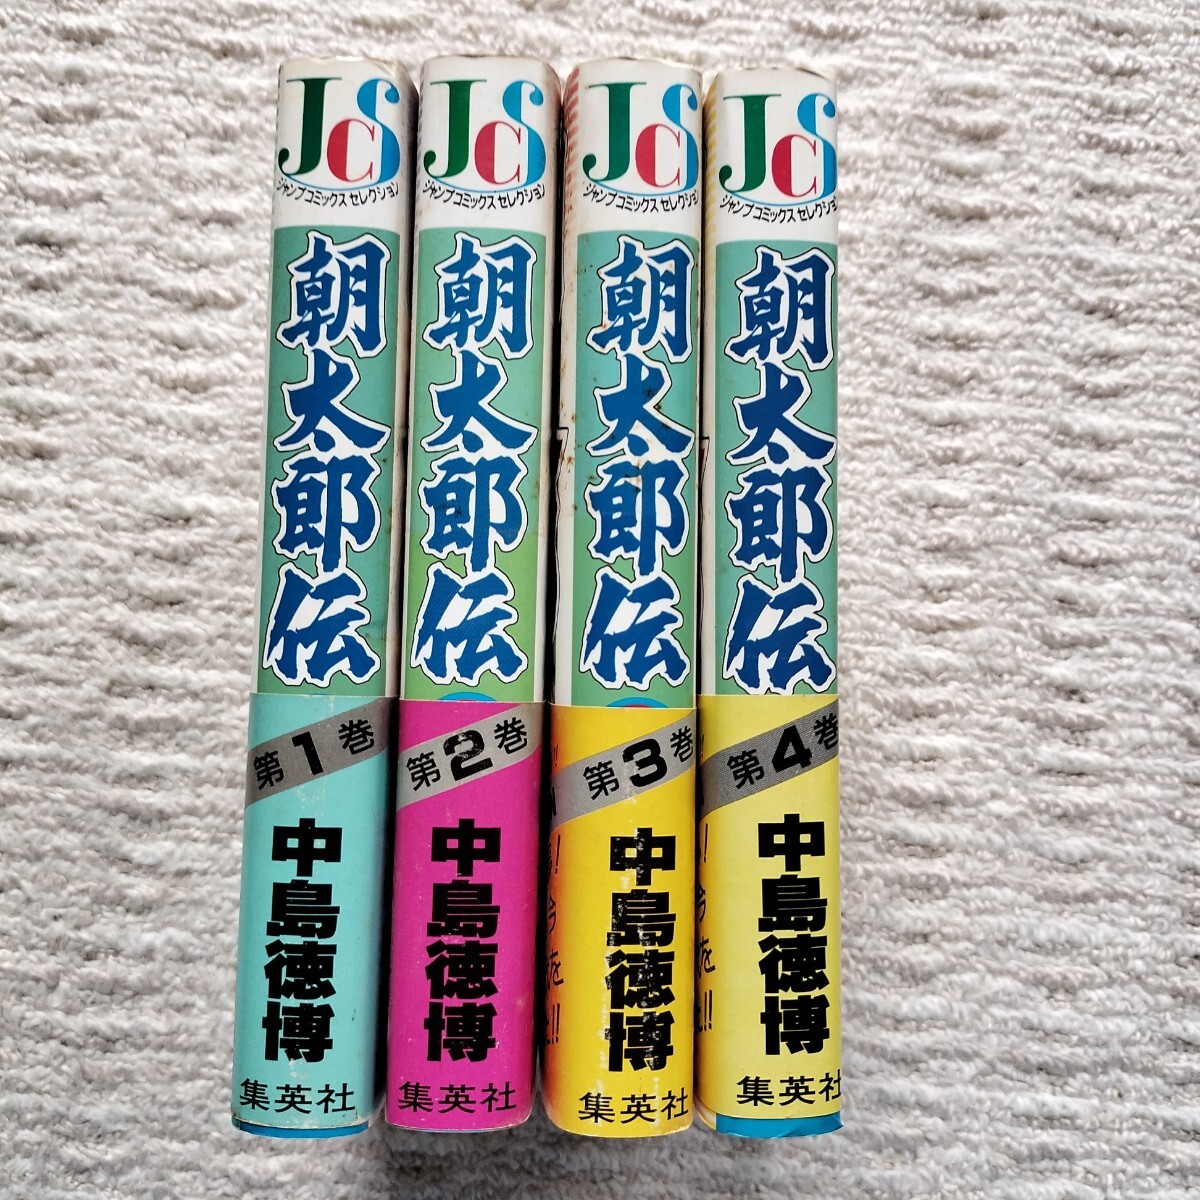 JCS
ジャンプコミックスセレクション
朝太郎伝
第1巻
中島徳博
集英社
JCS
ジャンプコミックスセレクション
朝太郎伝
第2巻
中島徳博
集英社
JCS
ジャンプコミックスセレクション
朝太郎伝
第3巻
中島徳博
集英社
JCS
ジャンプコミックスセレクション
朝太郎伝
第4巻
中島徳博
集英社